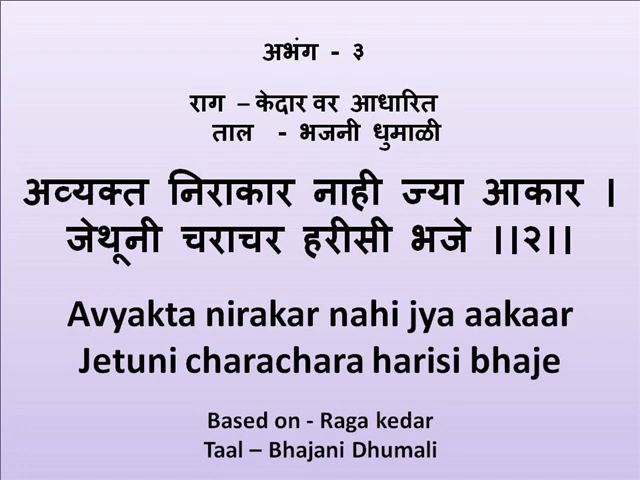 अभंग - ३
राग – केदार वर आधारित
ताल - भजनी धुमाळी
अव्यक्त निराकार नाही ज्या आकार ।
जेथूनी चराचर हरीसी भजे ।।२।।
Avyakta nirakar nahi jya aakaar
Jetuni charachara harisi bhaje
Based on - Raga kedar
Taal – Bhajani Dhumali